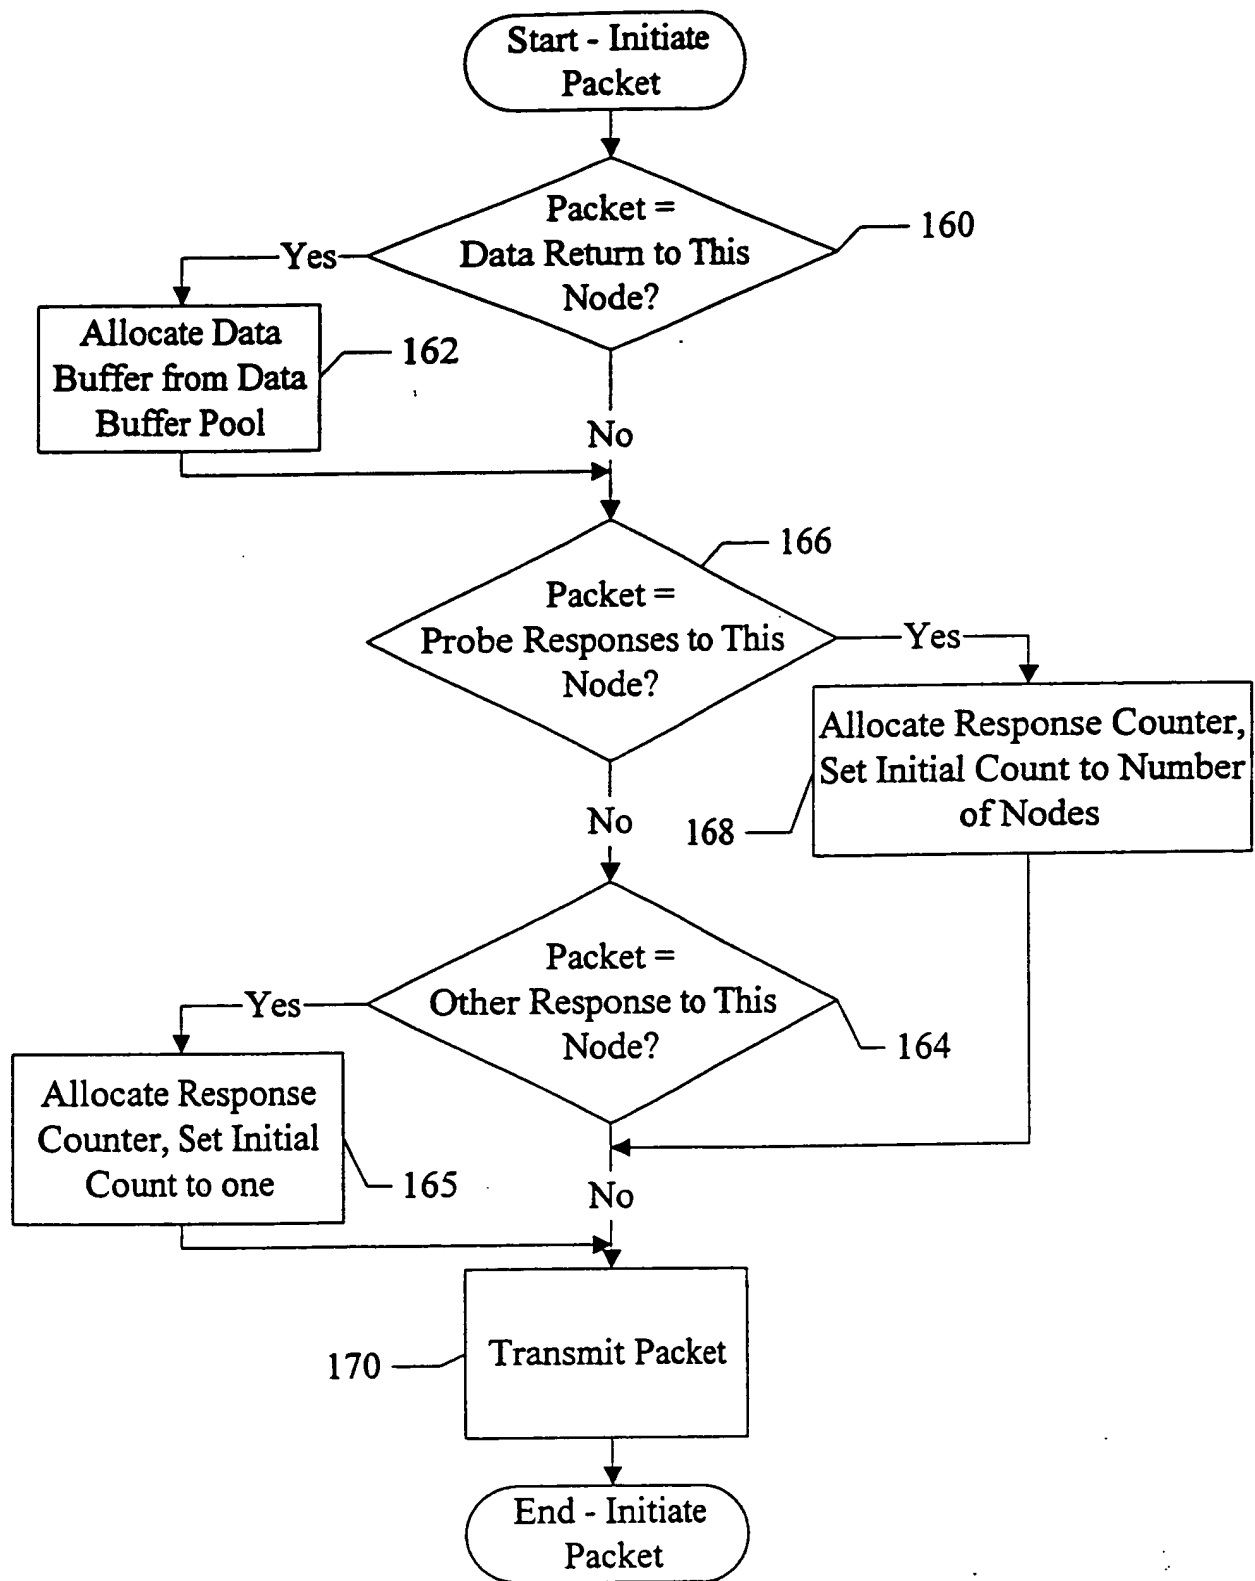 Start - Initiate
Packet
Packet =
Data Return to This
Node?
160
Yes
Allocate Data
Buffer from Data
Buffer Pool
162
No
166
Packet =
Probe Responses to This
Node?
Yes
Allocate Response Counter,
Set Initial Count to Number
of Nodes
168
No
Packet =
Other Response to This
Node?
164
Yes
Allocate Response
Counter, Set Initial
Count to one
165
No
Transmit Packet
170
End - Initiate
Packet